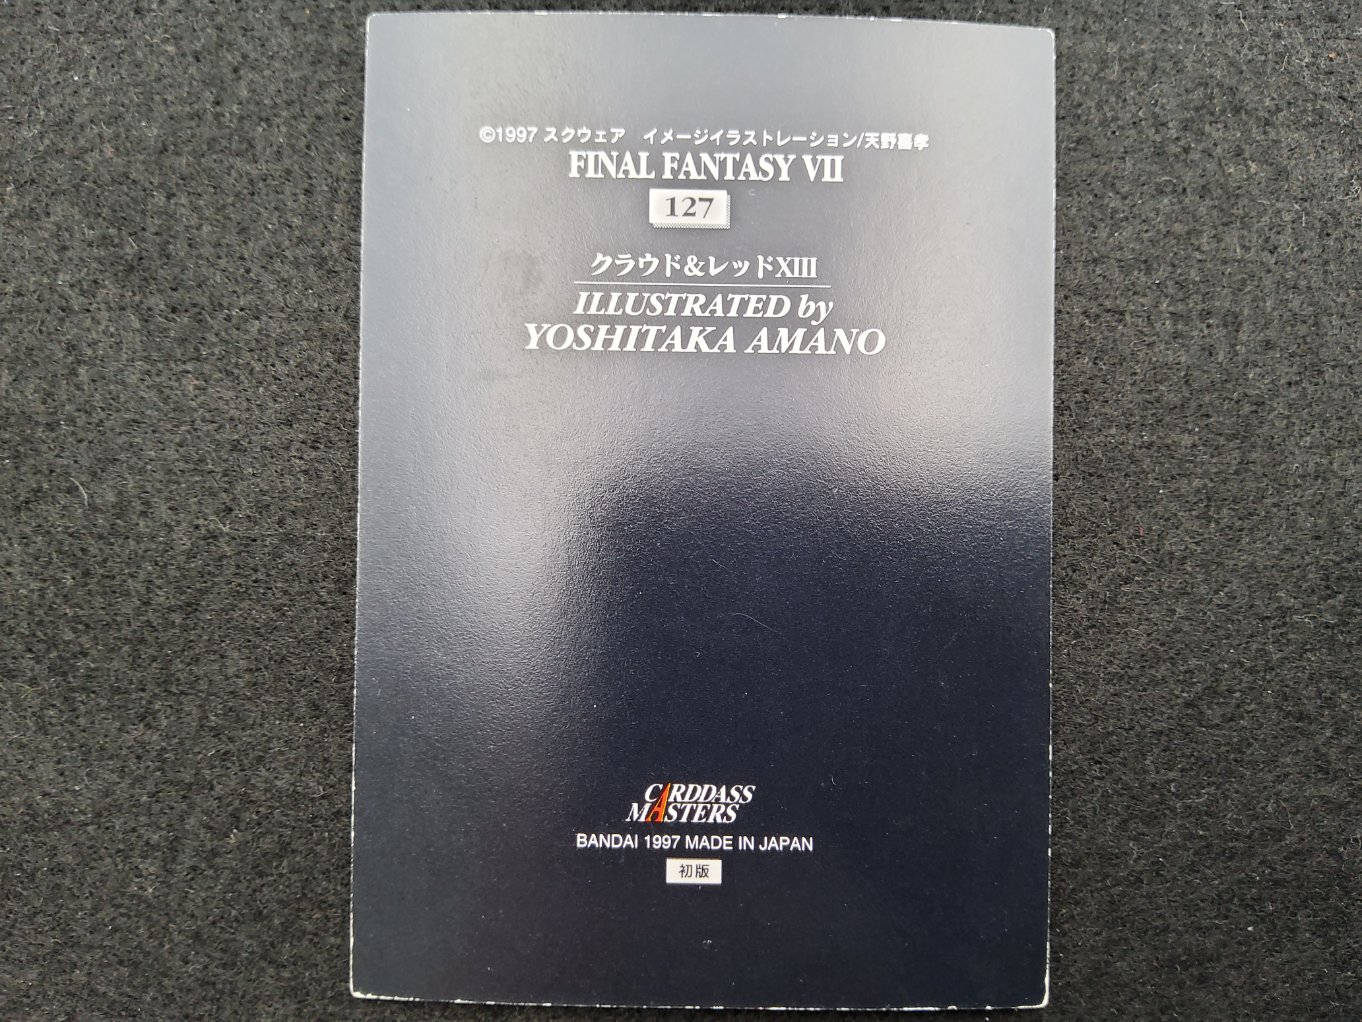 ©1997 スクウェア　イメージイラストレーション/天野喜孝
FINAL FANTASY VII
127
クラウド&レッドXIII
ILLUSTRATED by
YOSHITAKA AMANO
CARDDASS
MASTERS
BANDAI 1997 MADE IN JAPAN
初版